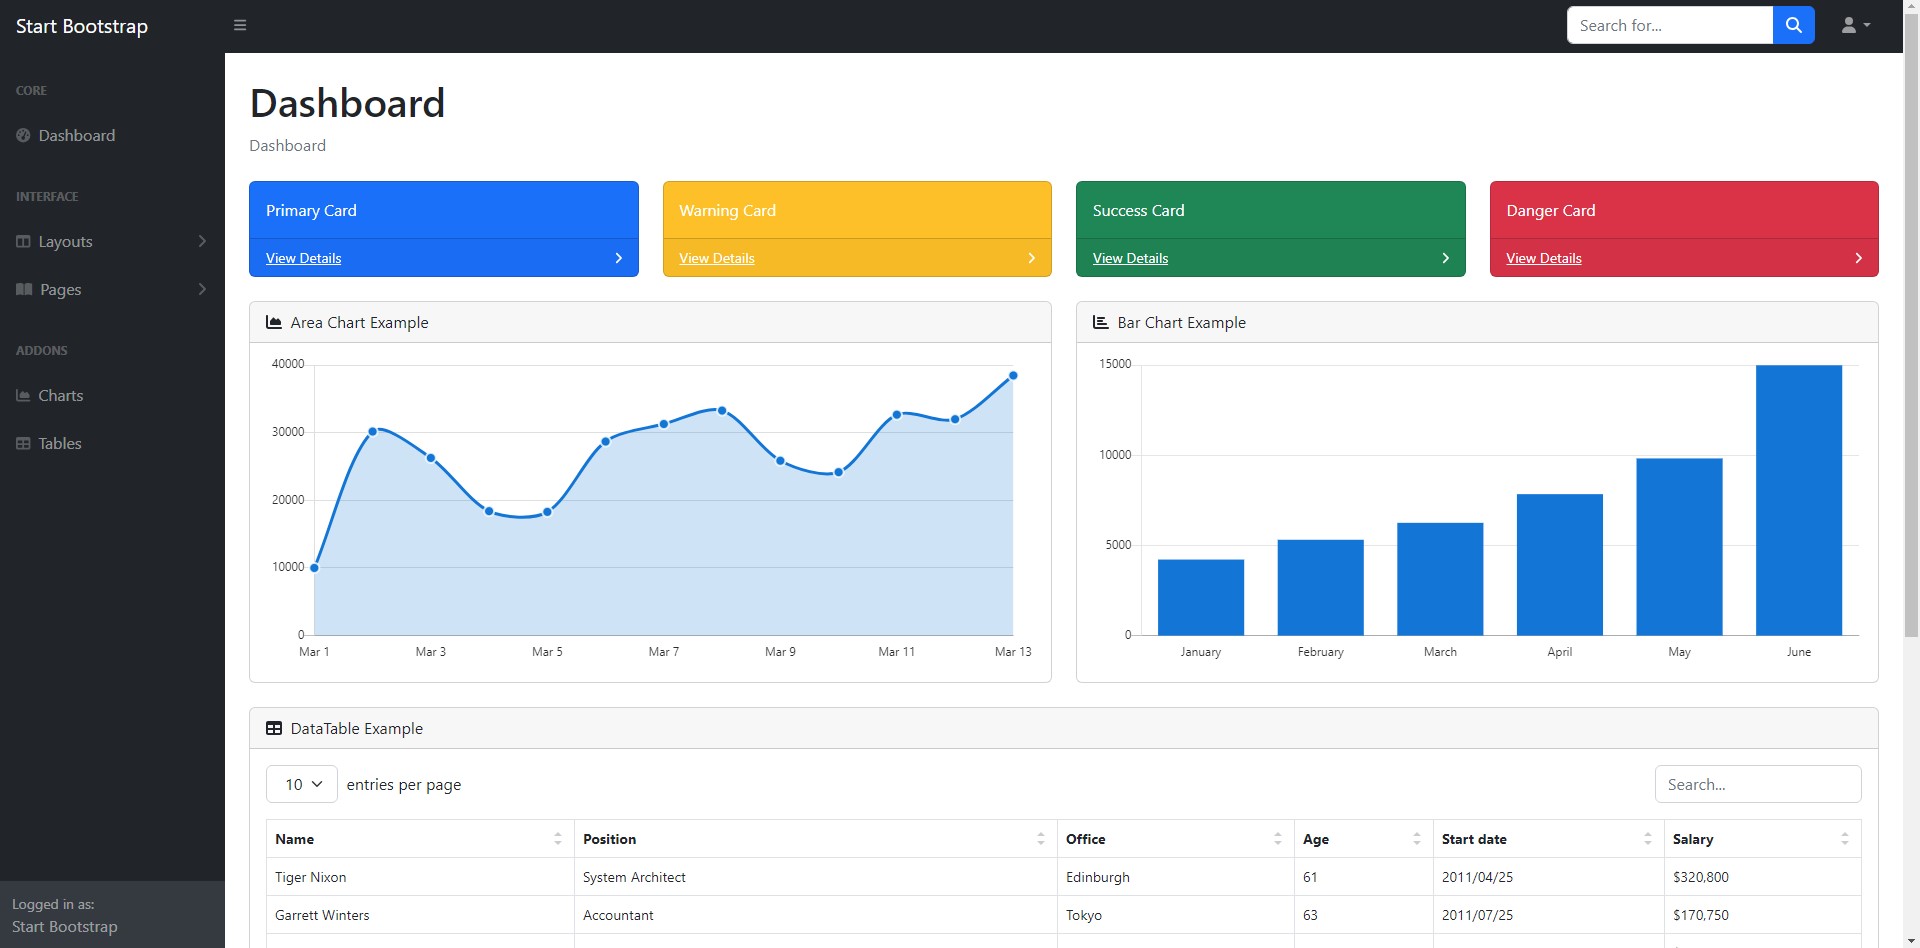 Start Bootstrap
Search for...
CORE
Dashboard
INTERFACE
Layouts
Pages
ADDONS
Charts
Tables
Logged in as:
Start Bootstrap
Dashboard
Dashboard
Primary Card
View Details
Warning Card
View Details
Success Card
View Details
Danger Card
View Details
Area Chart Example
40000
30000
20000
10000
0
Mar 1 Mar 3 Mar 5 Mar 7 Mar 9 Mar 11 Mar 13
Bar Chart Example
15000
10000
5000
0
January February March April May June
DataTable Example
10 entries per page
Search...
Name Position Office Age Start date Salary
Tiger Nixon System Architect Edinburgh 61 2011/04/25 $320,800
Garrett Winters Accountant Tokyo 63 2011/07/25 $170,750